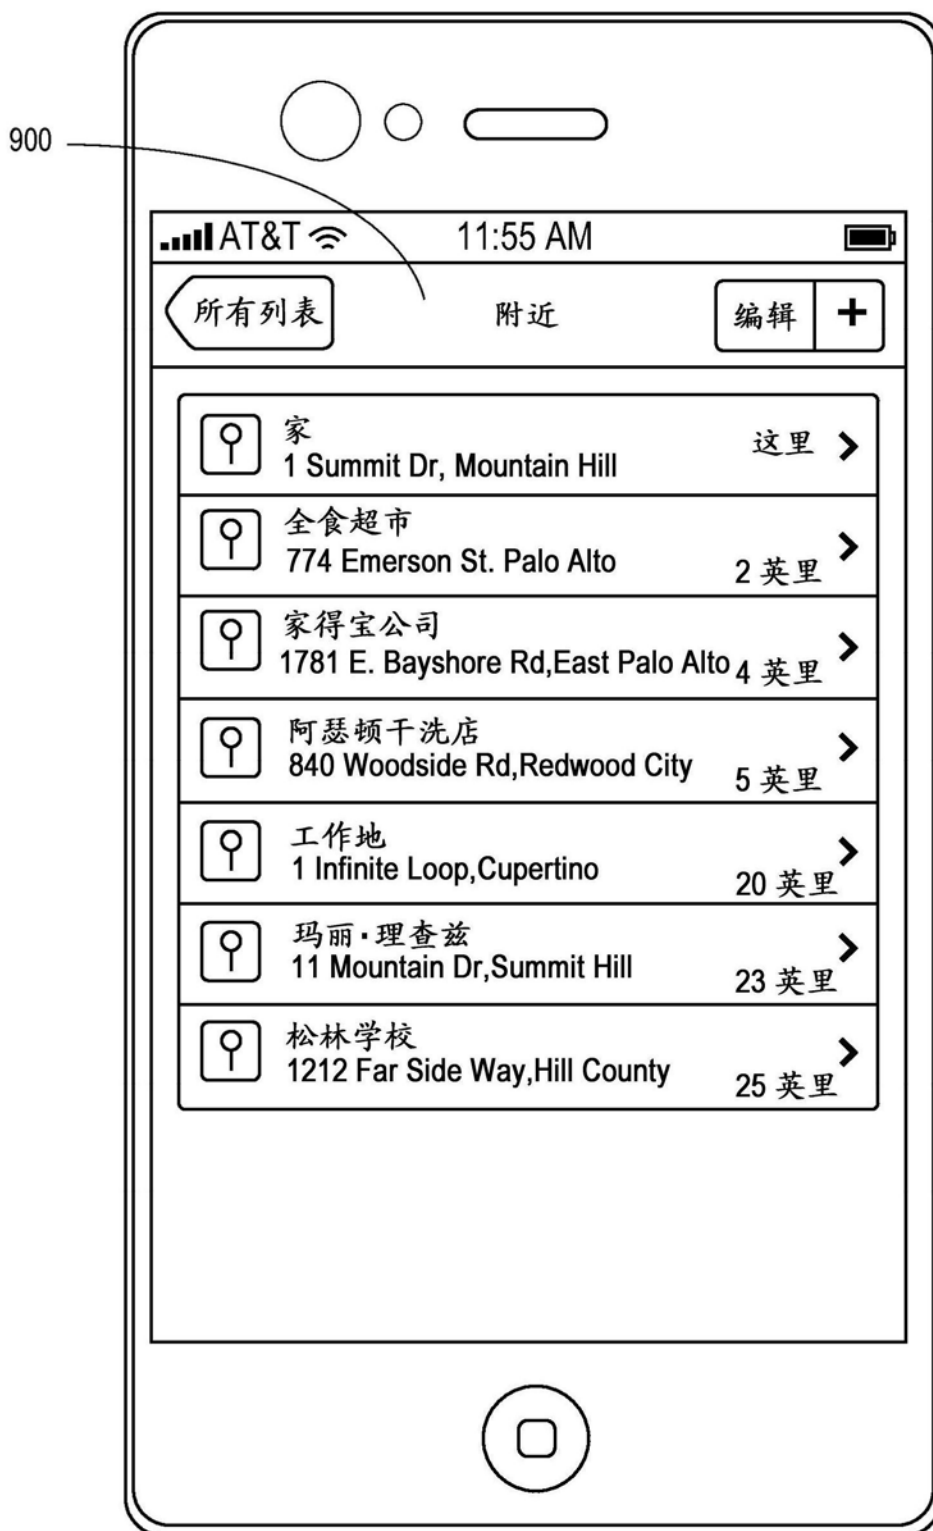 900
AT&T 11:55 AM
所有列表 附近 编辑 +
家
1 Summit Dr, Mountain Hill 这里
全食超市
774 Emerson St. Palo Alto 2 英里
家得宝公司
1781 E. Bayshore Rd,East Palo Alto 4 英里
阿瑟顿干洗店
840 Woodside Rd,Redwood City 5 英里
工作地
1 Infinite Loop,Cupertino 20 英里
玛丽·理查兹
11 Mountain Dr,Summit Hill 23 英里
松林学校
1212 Far Side Way,Hill County 25 英里